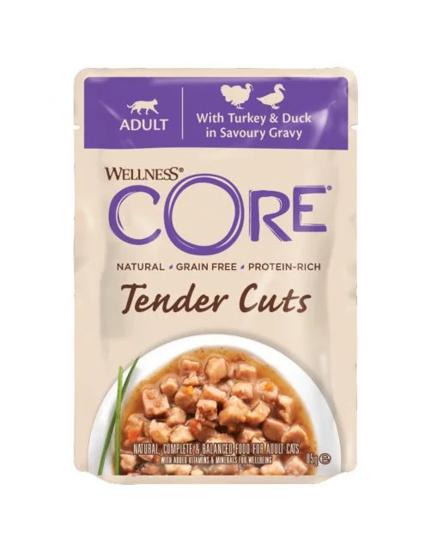 ADULT
With Turkey & Duck
in Savoury Gravy
WELLNESS®
CORE®
NATURAL • GRAIN FREE • PROTEIN-RICH
Tender Cuts
NATURAL, COMPLETE & BALANCED FOOD FOR ADULT CATS
WITH ADDED VITAMINS & MINERALS FOR WELLBEING
85g ℮